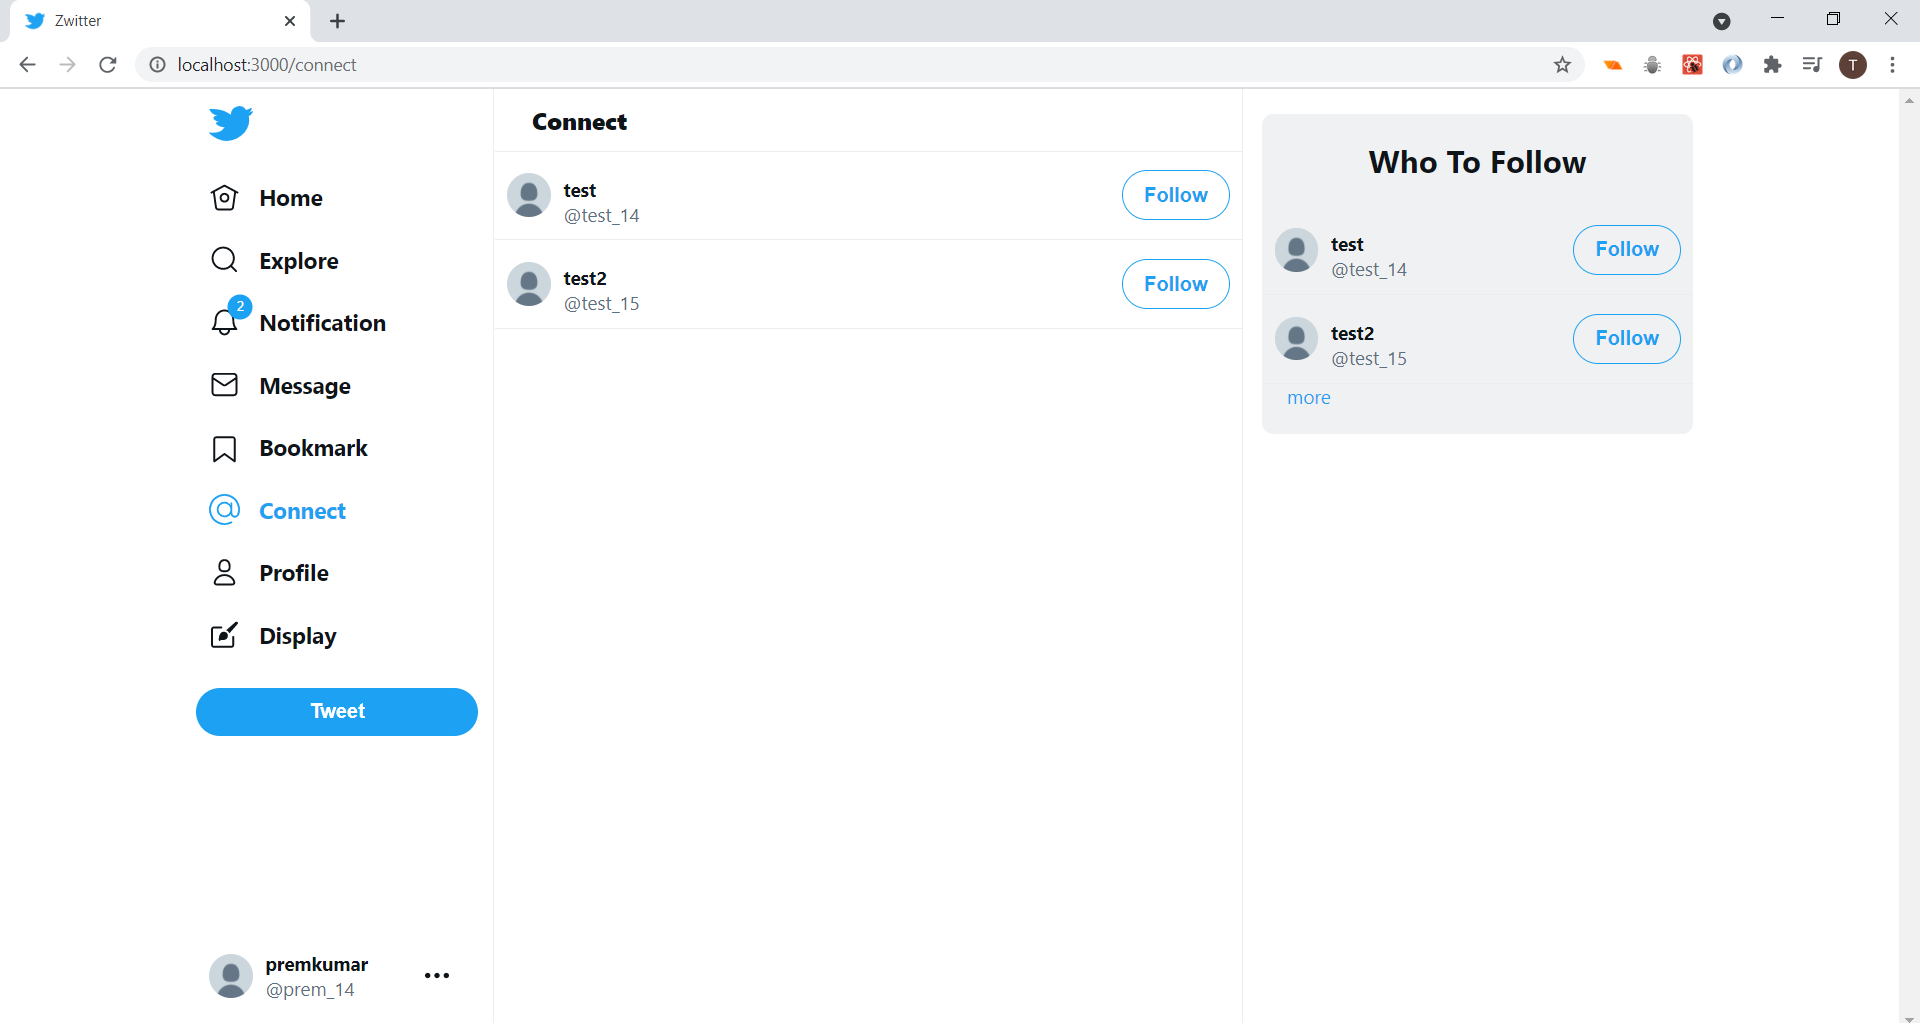 Zwitter
localhost:3000/connect
T
Home
Explore
2
Notification
Message
Bookmark
Connect
Profile
Display
Tweet
premkumar
@prem_14
Connect
test
@test_14
Follow
test2
@test_15
Follow
Who To Follow
test
@test_14
Follow
test2
@test_15
Follow
more